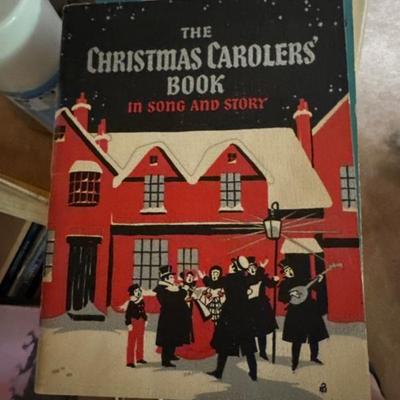 THE
CHRISTMAS CAROLERS'
BOOK
IN SONG AND STORY